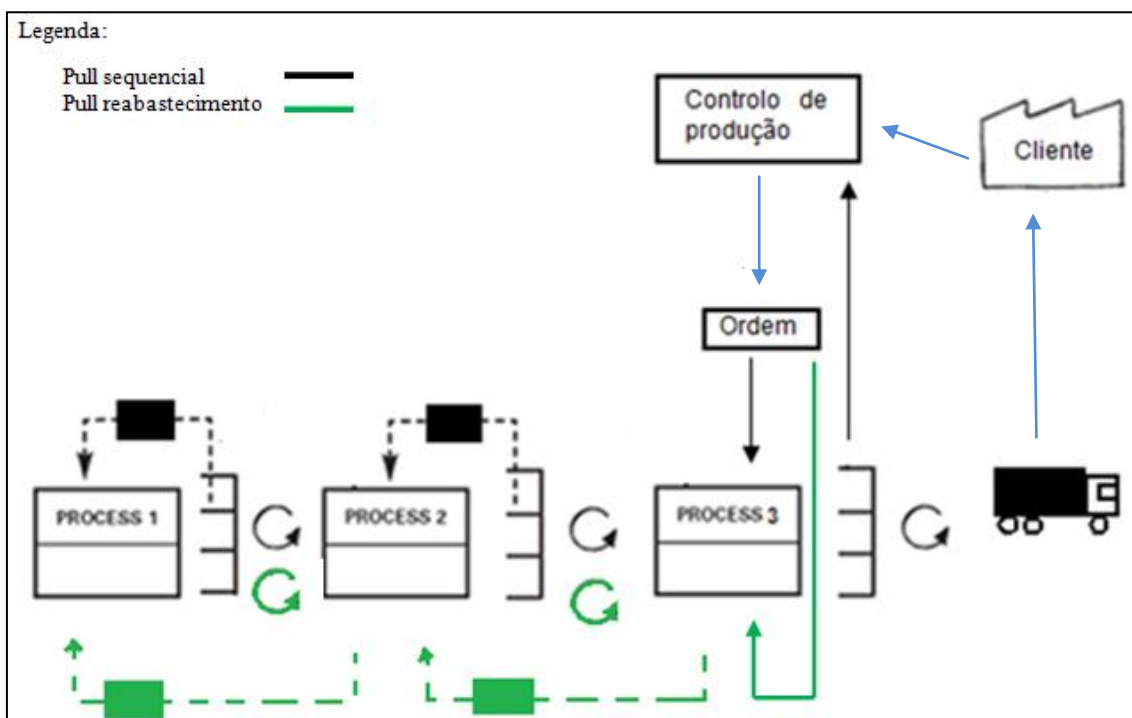 Legenda:
Pull sequencial
Pull reabastecimento
Controlo de
produção
Cliente
Ordem
PROCESS 1
PROCESS 2
PROCESS 3